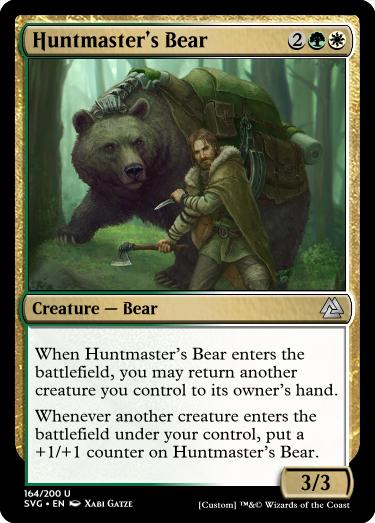 Huntmaster's Bear 2
Creature — Bear
When Huntmaster's Bear enters the
battlefield, you may return another
creature you control to its owner's hand.
Whenever another creature enters the
battlefield under your control, put a
+1/+1 counter on Huntmaster's Bear.
3/3
164/200 U
SVG • EN Xabi Gatze
[Custom] ™&© Wizards of the Coast